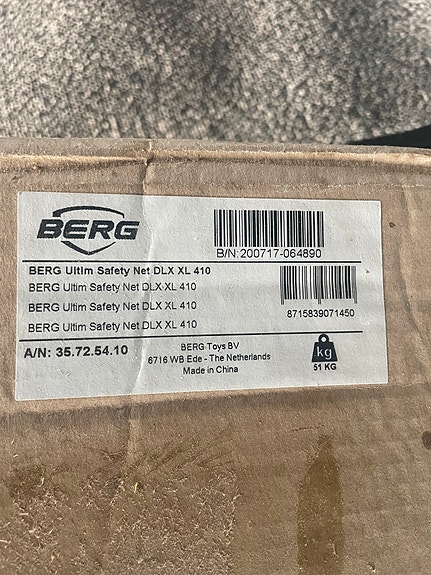 BERG
B/N: 200717-064890
BERG Ultim Safety Net DLX XL 410
BERG Ultim Safety Net DLX XL 410
BERG Ultim Safety Net DLX XL 410
BERG Ultim Safety Net DLX XL 410
8715839071450
A/N: 35.72.54.10
BERG Toys BV
6716 WB Ede - The Netherlands
Made in China
kg
51 KG